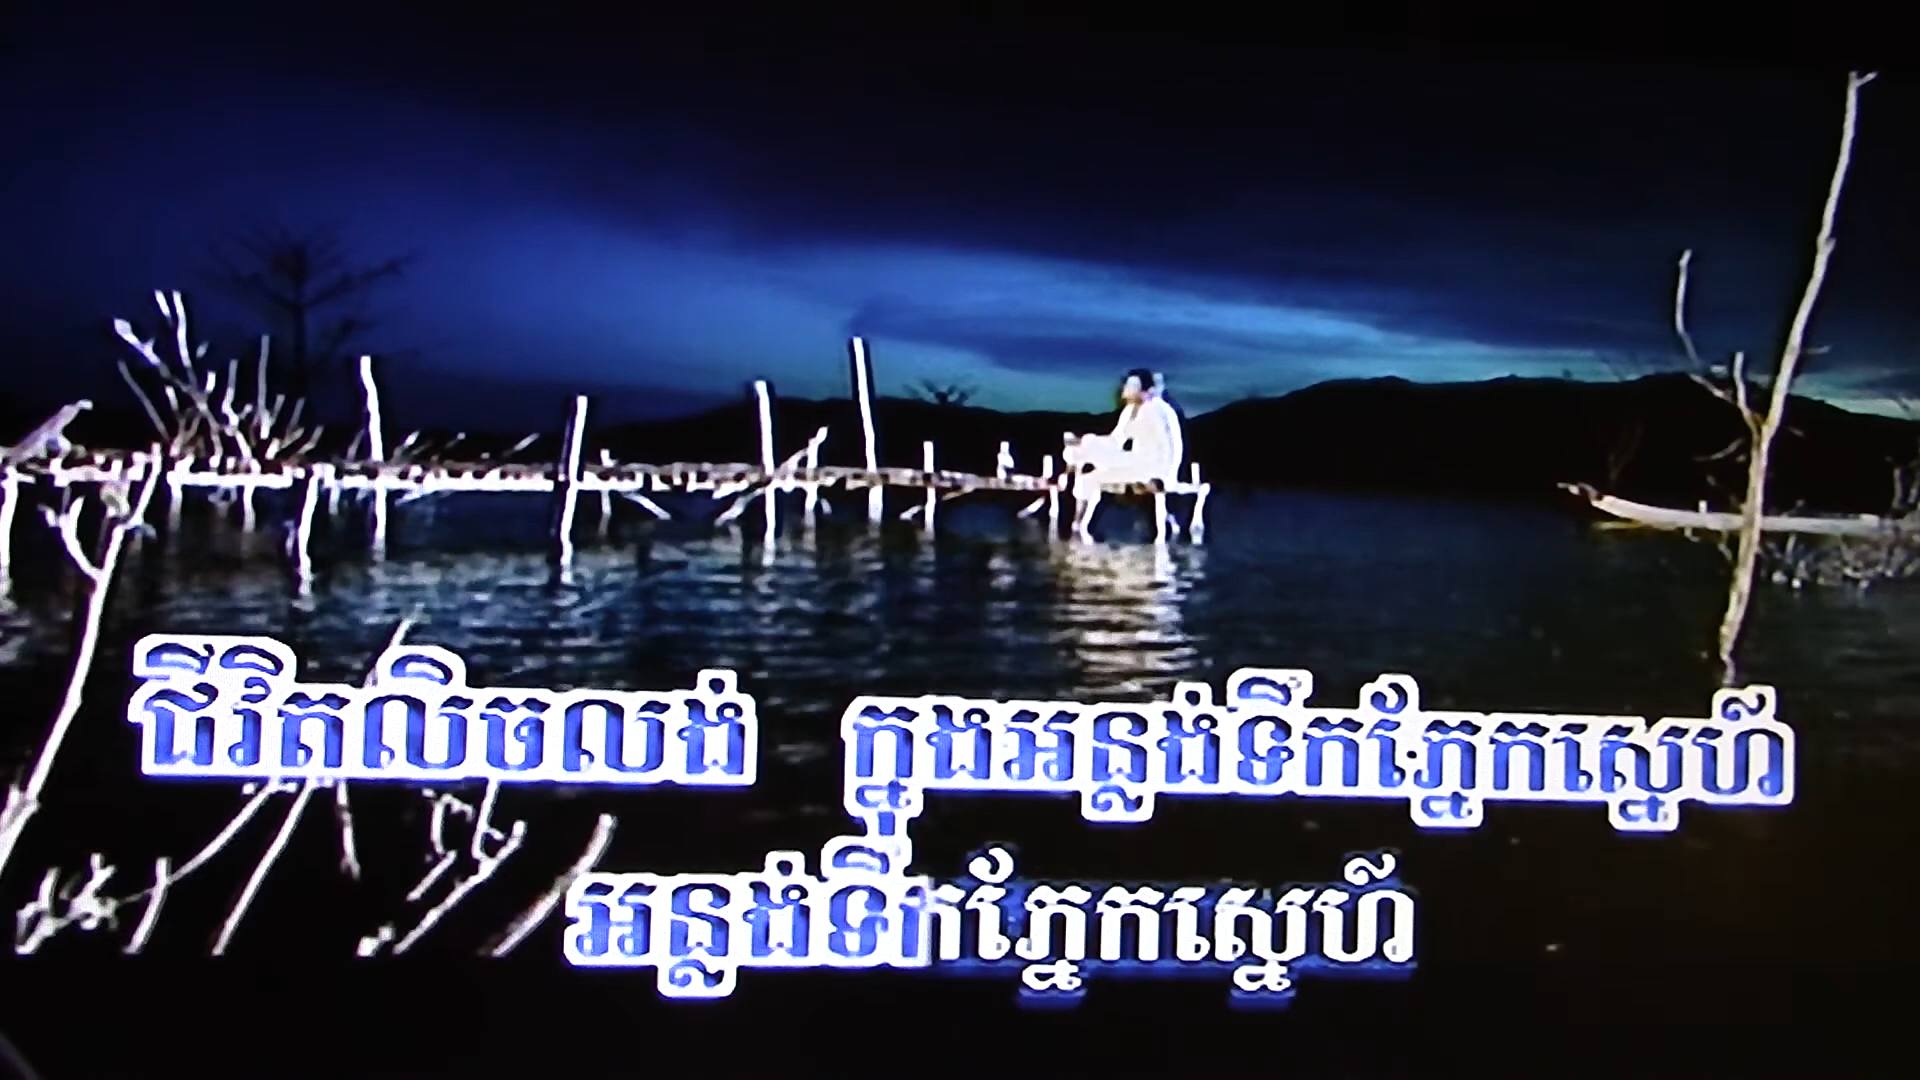 ជីវិតលិចលង់ ក្នុងអន្លង់ទឹកភ្នែកស្នេហ៍
អន្លង់ទឹកភ្នែកស្នេហ៍